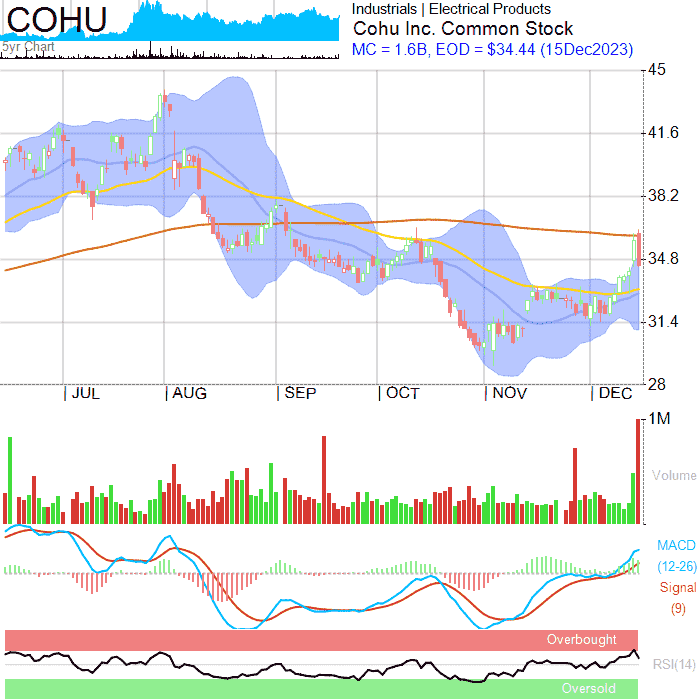 COHU
5yr Chart
Industrials | Electrical Products
Cohu Inc. Common Stock
MC = 1.6B, EOD = $34.44 (15Dec2023)
45
41.6
38.2
34.8
31.4
28
JUL
AUG
SEP
OCT
NOV
DEC
1M
Volume
MACD
(12-26)
Signal
(9)
Overbought
RSI(14)
Oversold